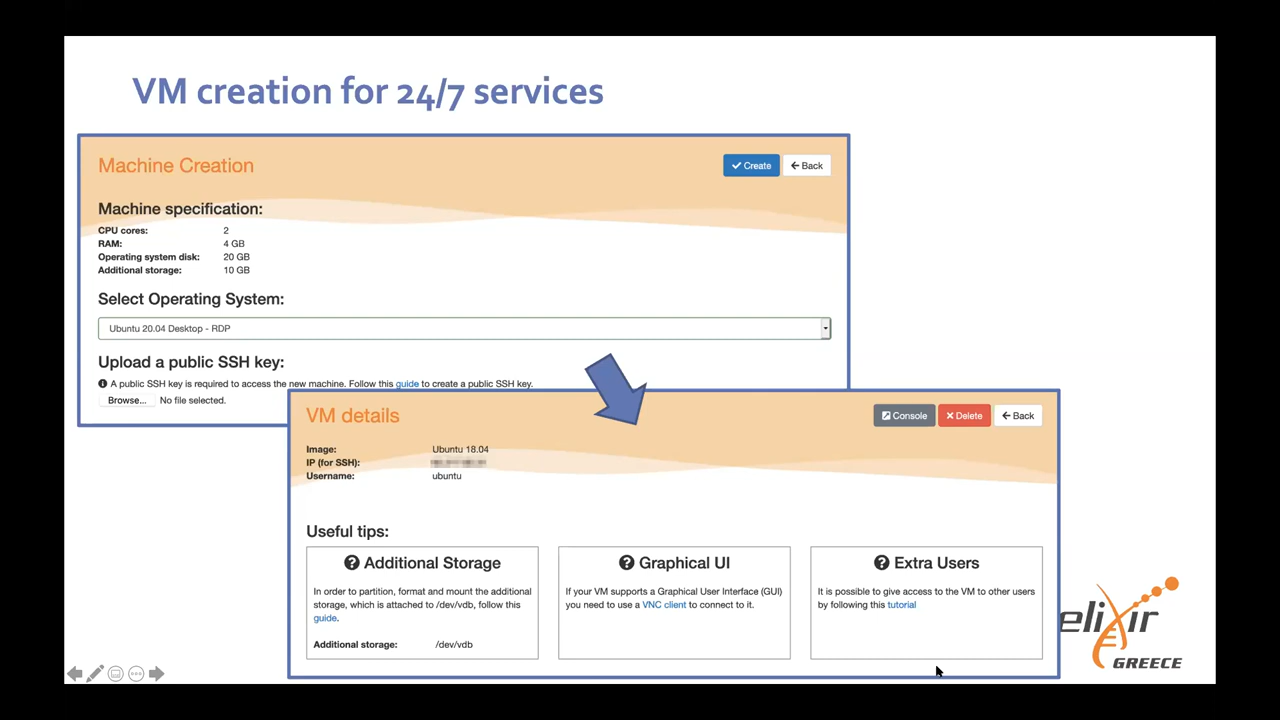 VM creation for 24/7 services
Machine Creation
Create
Back
Machine specification:
CPU cores: 2
RAM: 4 GB
Operating system disk: 20 GB
Additional storage: 10 GB
Select Operating System:
Ubuntu 20.04 Desktop - RDP
Upload a public SSH key:
A public SSH key is required to access the new machine. Follow this guide to create a public SSH key.
Browse... No file selected.
VM details
Console
Delete
Back
Image: Ubuntu 18.04
IP (for SSH):
Username: ubuntu
Useful tips:
Additional Storage
In order to partition, format and mount the additional
storage, which is attached to /dev/vdb, follow this
guide.
Additional storage: /dev/vdb
Graphical UI
If your VM supports a Graphical User Interface (GUI)
you need to use a VNC client to connect to it.
Extra Users
It is possible to give access to the VM to other users
by following this tutorial
elixir
GREECE